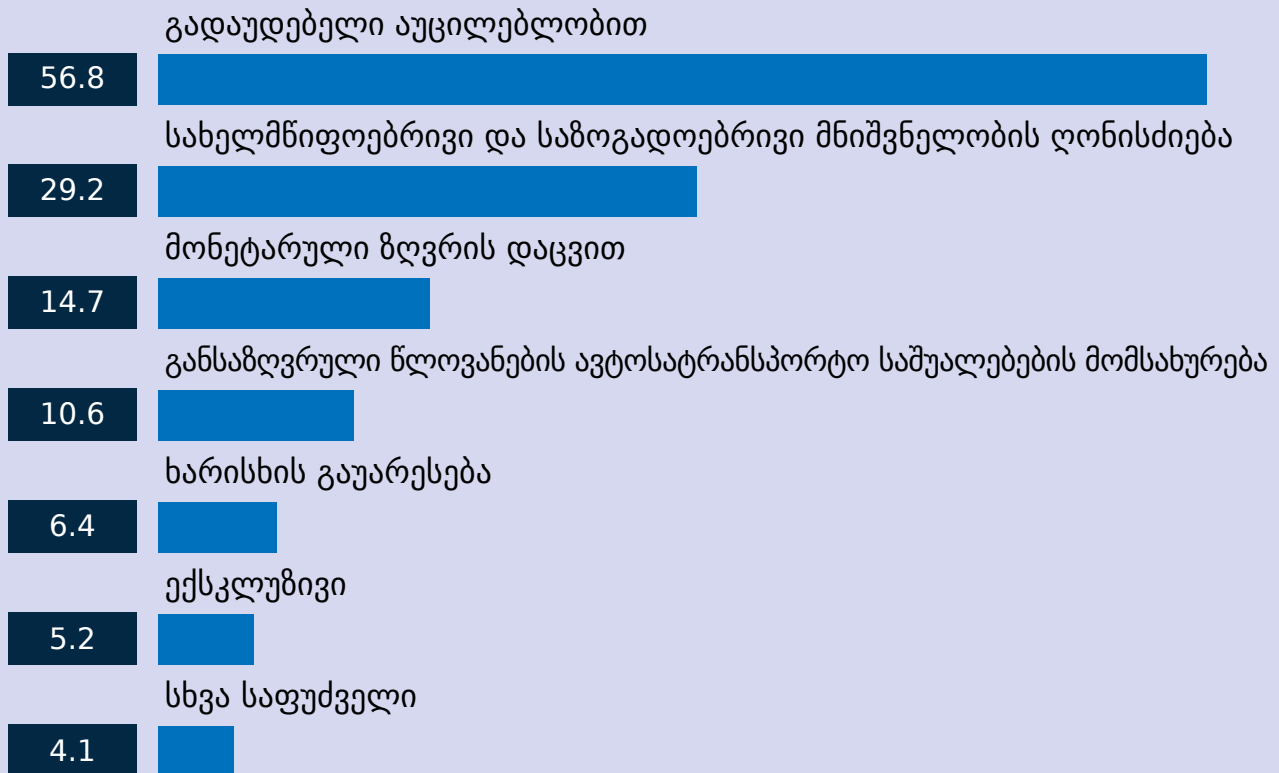 გადაუდებელი აუცილებლობით
56.8
სახელმწიფოებრივი და საზოგადოებრივი მნიშვნელობის ღონისძიება
29.2
მონეტარული ზღვრის დაცვით
14.7
განსაზღვრული წლოვანების ავტოსატრანსპორტო საშუალებების მომსახურება
10.6
ხარისხის გაუარესება
6.4
ექსკლუზივი
5.2
სხვა საფუძველი
4.1